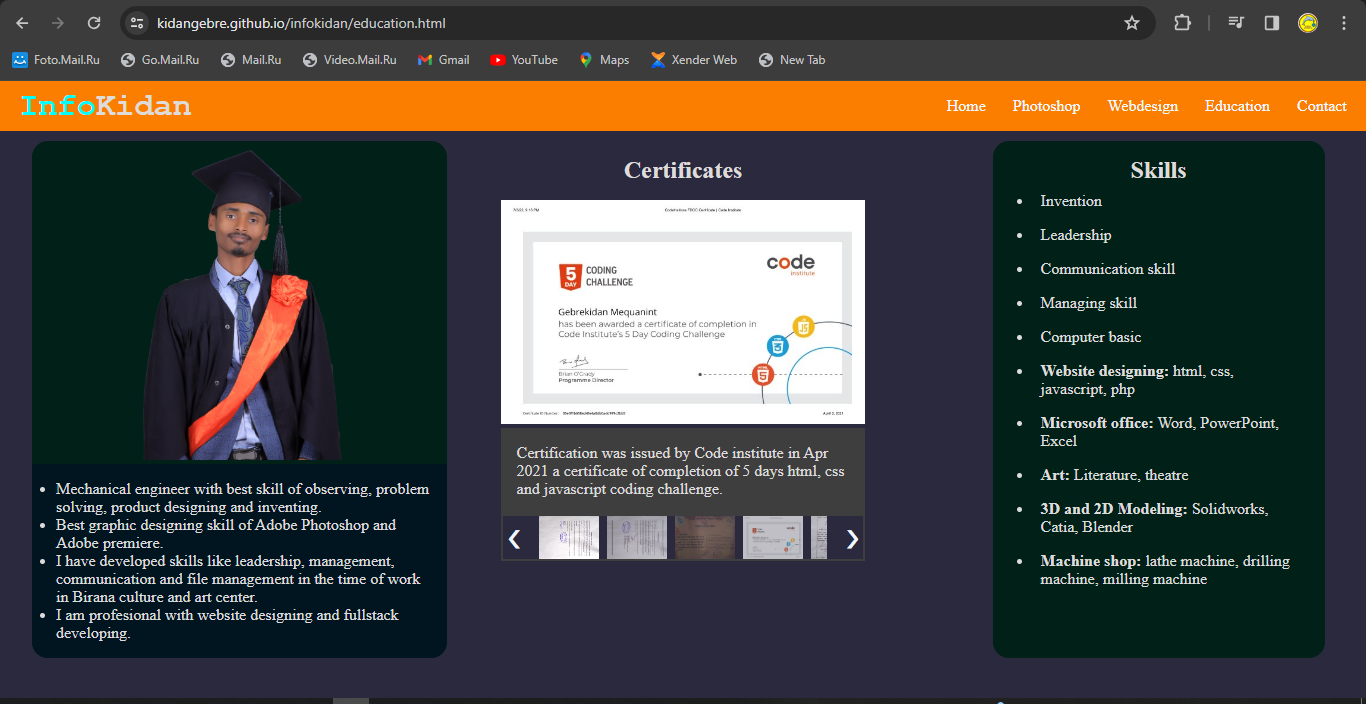 kidangebre.github.io/infokidan/education.html
Foto.Mail.Ru Go.Mail.Ru Mail.Ru Video.Mail.Ru Gmail YouTube Maps Xender Web New Tab
InfoKidan
Home Photoshop Webdesign Education Contact
Mechanical engineer with best skill of observing, problem
solving, product designing and inventing.
Best graphic designing skill of Adobe Photoshop and
Adobe premiere.
I have developed skills like leadership, management,
communication and file management in the time of work
in Birana culture and art center.
I am profesional with website designing and fullstack
developing.
Certificates
5
DAY
CODING
CHALLENGE
code
institute
Gebrekidan Mequanint
has been awarded a certificate of completion in
Code Institute's 5 Day Coding Challenge
Brian O'Grady
Programme Director
April 2, 2021
Certification was issued by Code institute in Apr
2021 a certificate of completion of 5 days html, css
and javascript coding challenge.
Skills
Invention
Leadership
Communication skill
Managing skill
Computer basic
Website designing: html, css,
javascript, php
Microsoft office: Word, PowerPoint,
Excel
Art: Literature, theatre
3D and 2D Modeling: Solidworks,
Catia, Blender
Machine shop: lathe machine, drilling
machine, milling machine